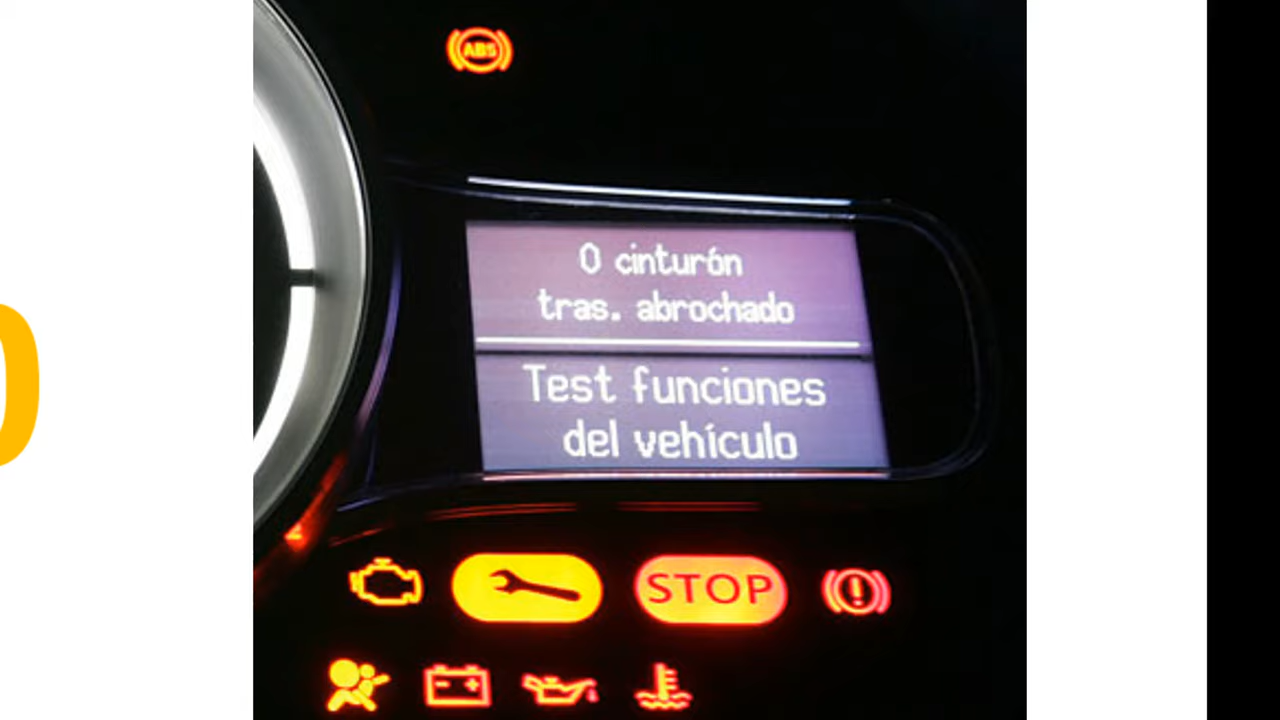 ABS
0 cinturón
tras. abrochado
Test funciones
del vehículo
STOP